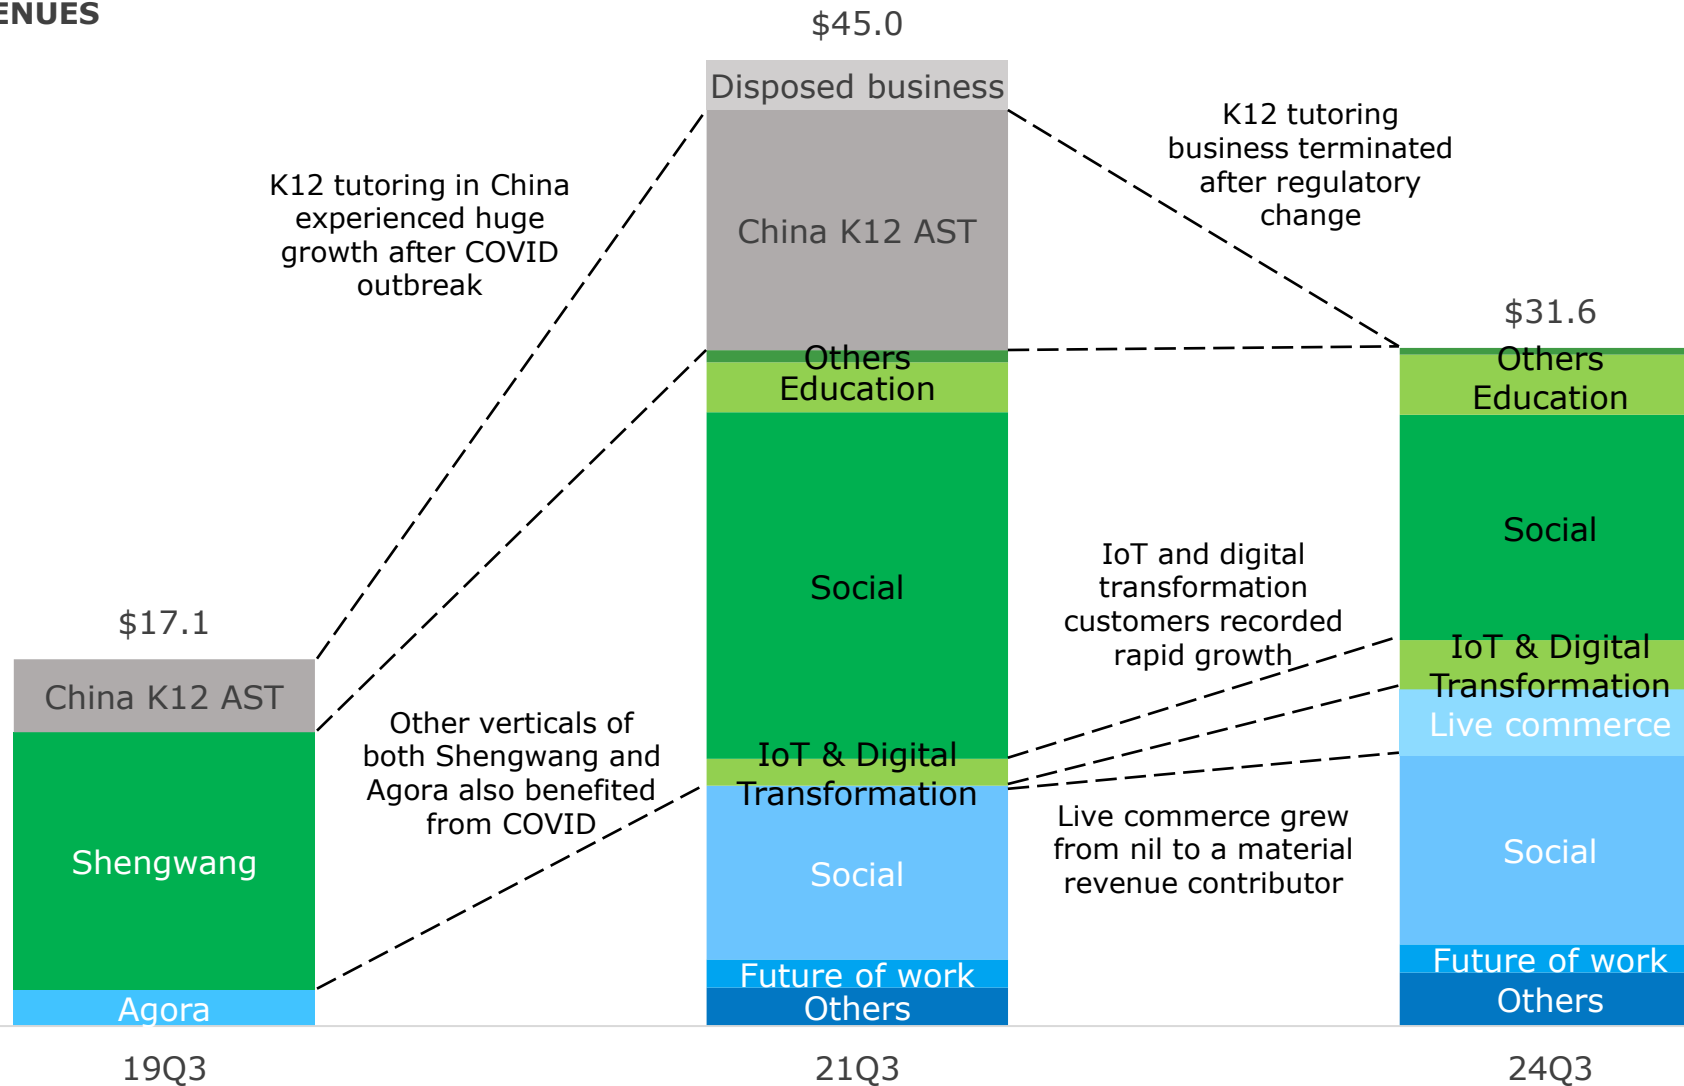 ENUES
$45.0
Disposed business
China K12 AST
Others
Education
Social
IoT & Digital
Transformation
Social
Future of work
Others
K12 tutoring in China
experienced huge
growth after COVID
outbreak
K12 tutoring
business terminated
after regulatory
change
$31.6
Others
Education
Social
IoT & Digital
Transformation
Live commerce
Social
Future of work
Others
IoT and digital
transformation
customers recorded
rapid growth
$17.1
China K12 AST
Shengwang
Agora
Other verticals of
both Shengwang and
Agora also benefited
from COVID
Live commerce grew
from nil to a material
revenue contributor
19Q3
21Q3
24Q3